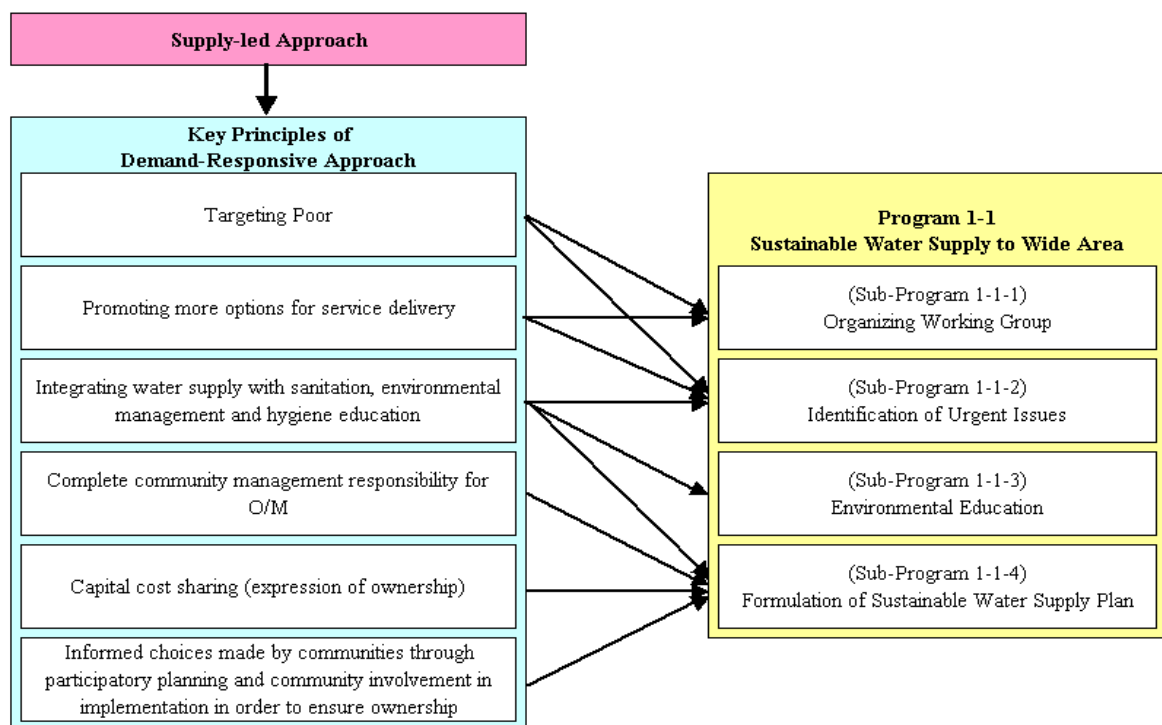 Supply-led Approach
Key Principles of
Demand-Responsive Approach
Targeting Poor
Promoting more options for service delivery
Integrating water supply with sanitation, environmental
management and hygiene education
Complete community management responsibility for
O/M
Capital cost sharing (expression of ownership)
Informed choices made by communities through
participatory planning and community involvement in
implementation in order to ensure ownership
Program 1-1
Sustainable Water Supply to Wide Area
(Sub-Program 1-1-1)
Organizing Working Group
(Sub-Program 1-1-2)
Identification of Urgent Issues
(Sub-Program 1-1-3)
Environmental Education
(Sub-Program 1-1-4)
Formulation of Sustainable Water Supply Plan